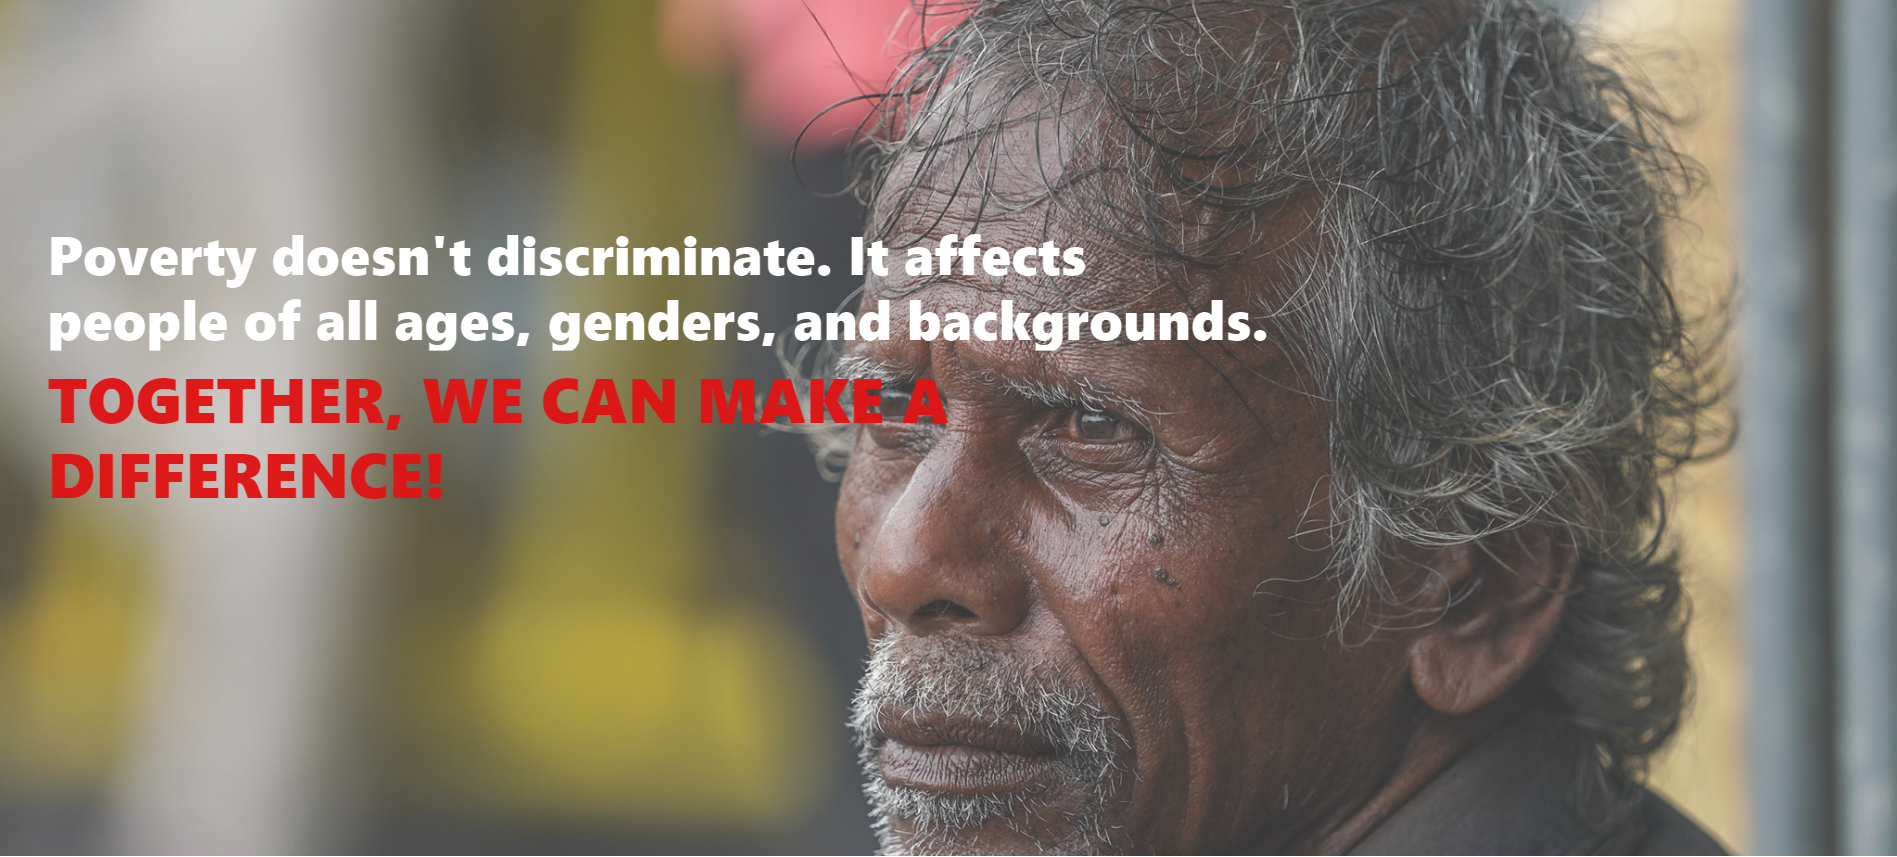 Poverty doesn't discriminate. It affects
people of all ages, genders, and backgrounds.
TOGETHER, WE CAN MAKE A
DIFFERENCE!